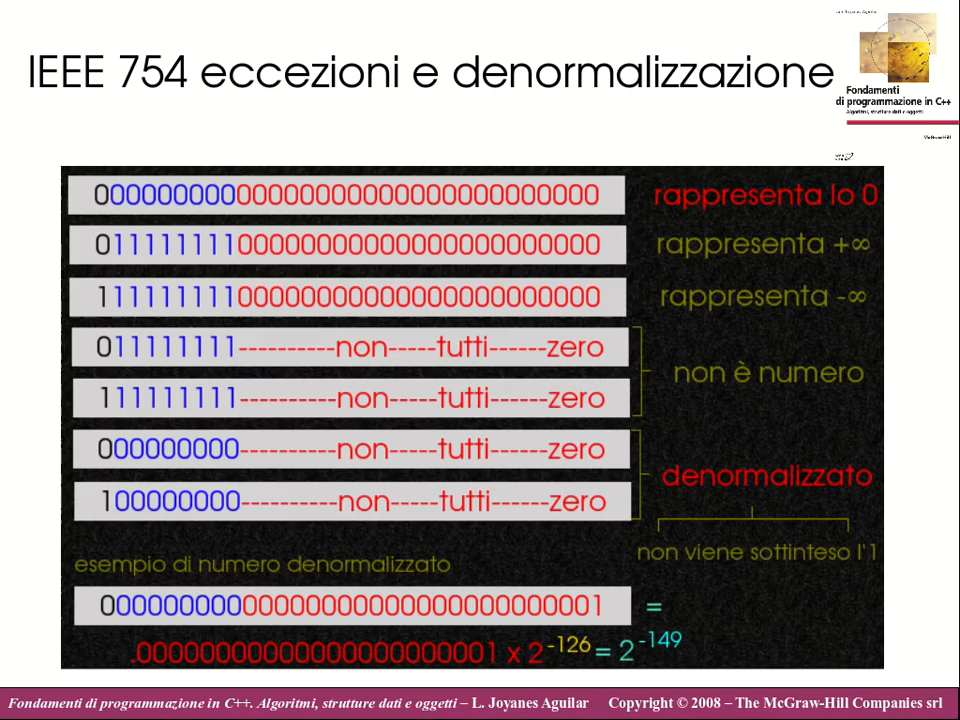 IEEE 754 eccezioni e denormalizzazione
Fondamenti
di programmazione in C++
Algoritmi, strutture dati e oggetti
McGraw-Hill
00000000000000000000000000000000 rappresenta lo 0
01111111100000000000000000000000 rappresenta +∞
11111111100000000000000000000000 rappresenta -∞
011111111----------non-----tutti------zero
non è numero
111111111----------non-----tutti------zero
000000000----------non-----tutti------zero
denormalizzato
100000000----------non-----tutti------zero
non viene sottinteso l'1
esempio di numero denormalizzato
00000000000000000000000000000001 =
.00000000000000000000001 x 2-126 = 2-149
Fondamenti di programmazione in C++. Algoritmi, strutture dati e oggetti – L. Joyanes Aguilar Copyright © 2008 – The McGraw-Hill Companies srl